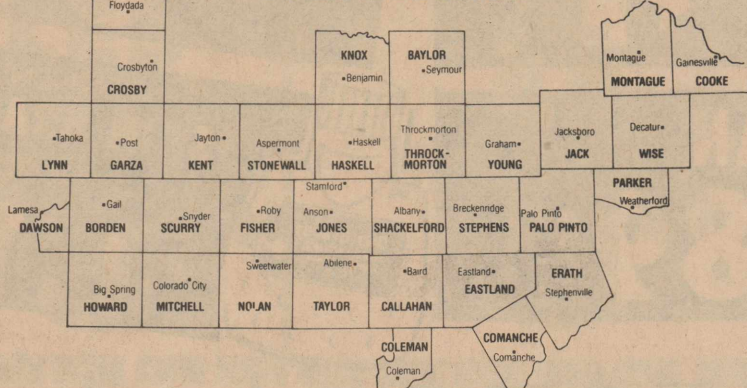 Floydada
Crosbyton
CROSBY
KNOX
Benjamin
BAYLOR
Seymour
Montague
MONTAGUE
Gainesville
COOKE
Tahoka
LYNN
Post
GARZA
Jayton
KENT
Aspermont
STONEWALL
Haskell
HASKELL
Throckmorton
THROCK-
MORTON
Graham
YOUNG
Jacksboro
JACK
Decatur
WISE
PARKER
Weatherford
Lamesa
DAWSON
Gail
BORDEN
Snyder
SCURRY
Roby
FISHER
Stamford
Anson
JONES
Albany
SHACKELFORD
Breckenridge
STEPHENS
Palo Pinto
PALO PINTO
Big Spring
HOWARD
Colorado City
MITCHELL
Sweetwater
NOLAN
Abilene
TAYLOR
Baird
CALLAHAN
Eastland
EASTLAND
ERATH
Stephenville
COLEMAN
Coleman
COMANCHE
Comanche